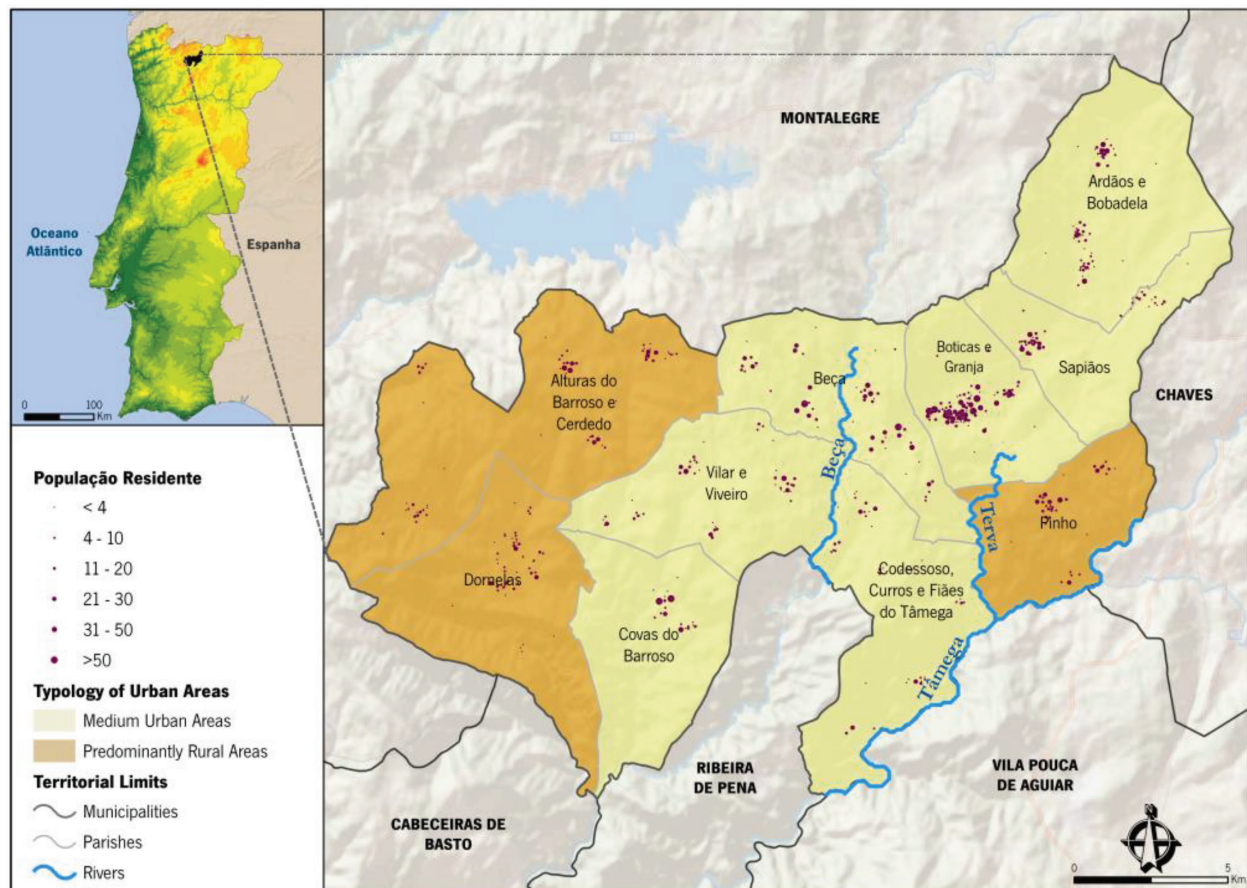 Oceano
Atlântico
Espanha
0 100
Km
População Residente
< 4
4 - 10
11 - 20
21 - 30
31 - 50
>50
Typology of Urban Areas
Medium Urban Areas
Predominantly Rural Areas
Territorial Limits
Municipalities
Parishes
Rivers
MONTALEGRE
Ardãos e
Bobadela
Boticas e
Granja
Sapiãos
CHAVES
Alturas do
Barroso e
Cerdedo
Beça
Beça
Vilar e
Viveiro
Terva
Pinho
Dornelas
Codessoso,
Curros e Fiães
do Tâmega
Covas do
Barroso
Tâmega
RIBEIRA
DE PENA
VILA POUCA
DE AGUIAR
CABECEIRAS DE
BASTO
0 5
Km